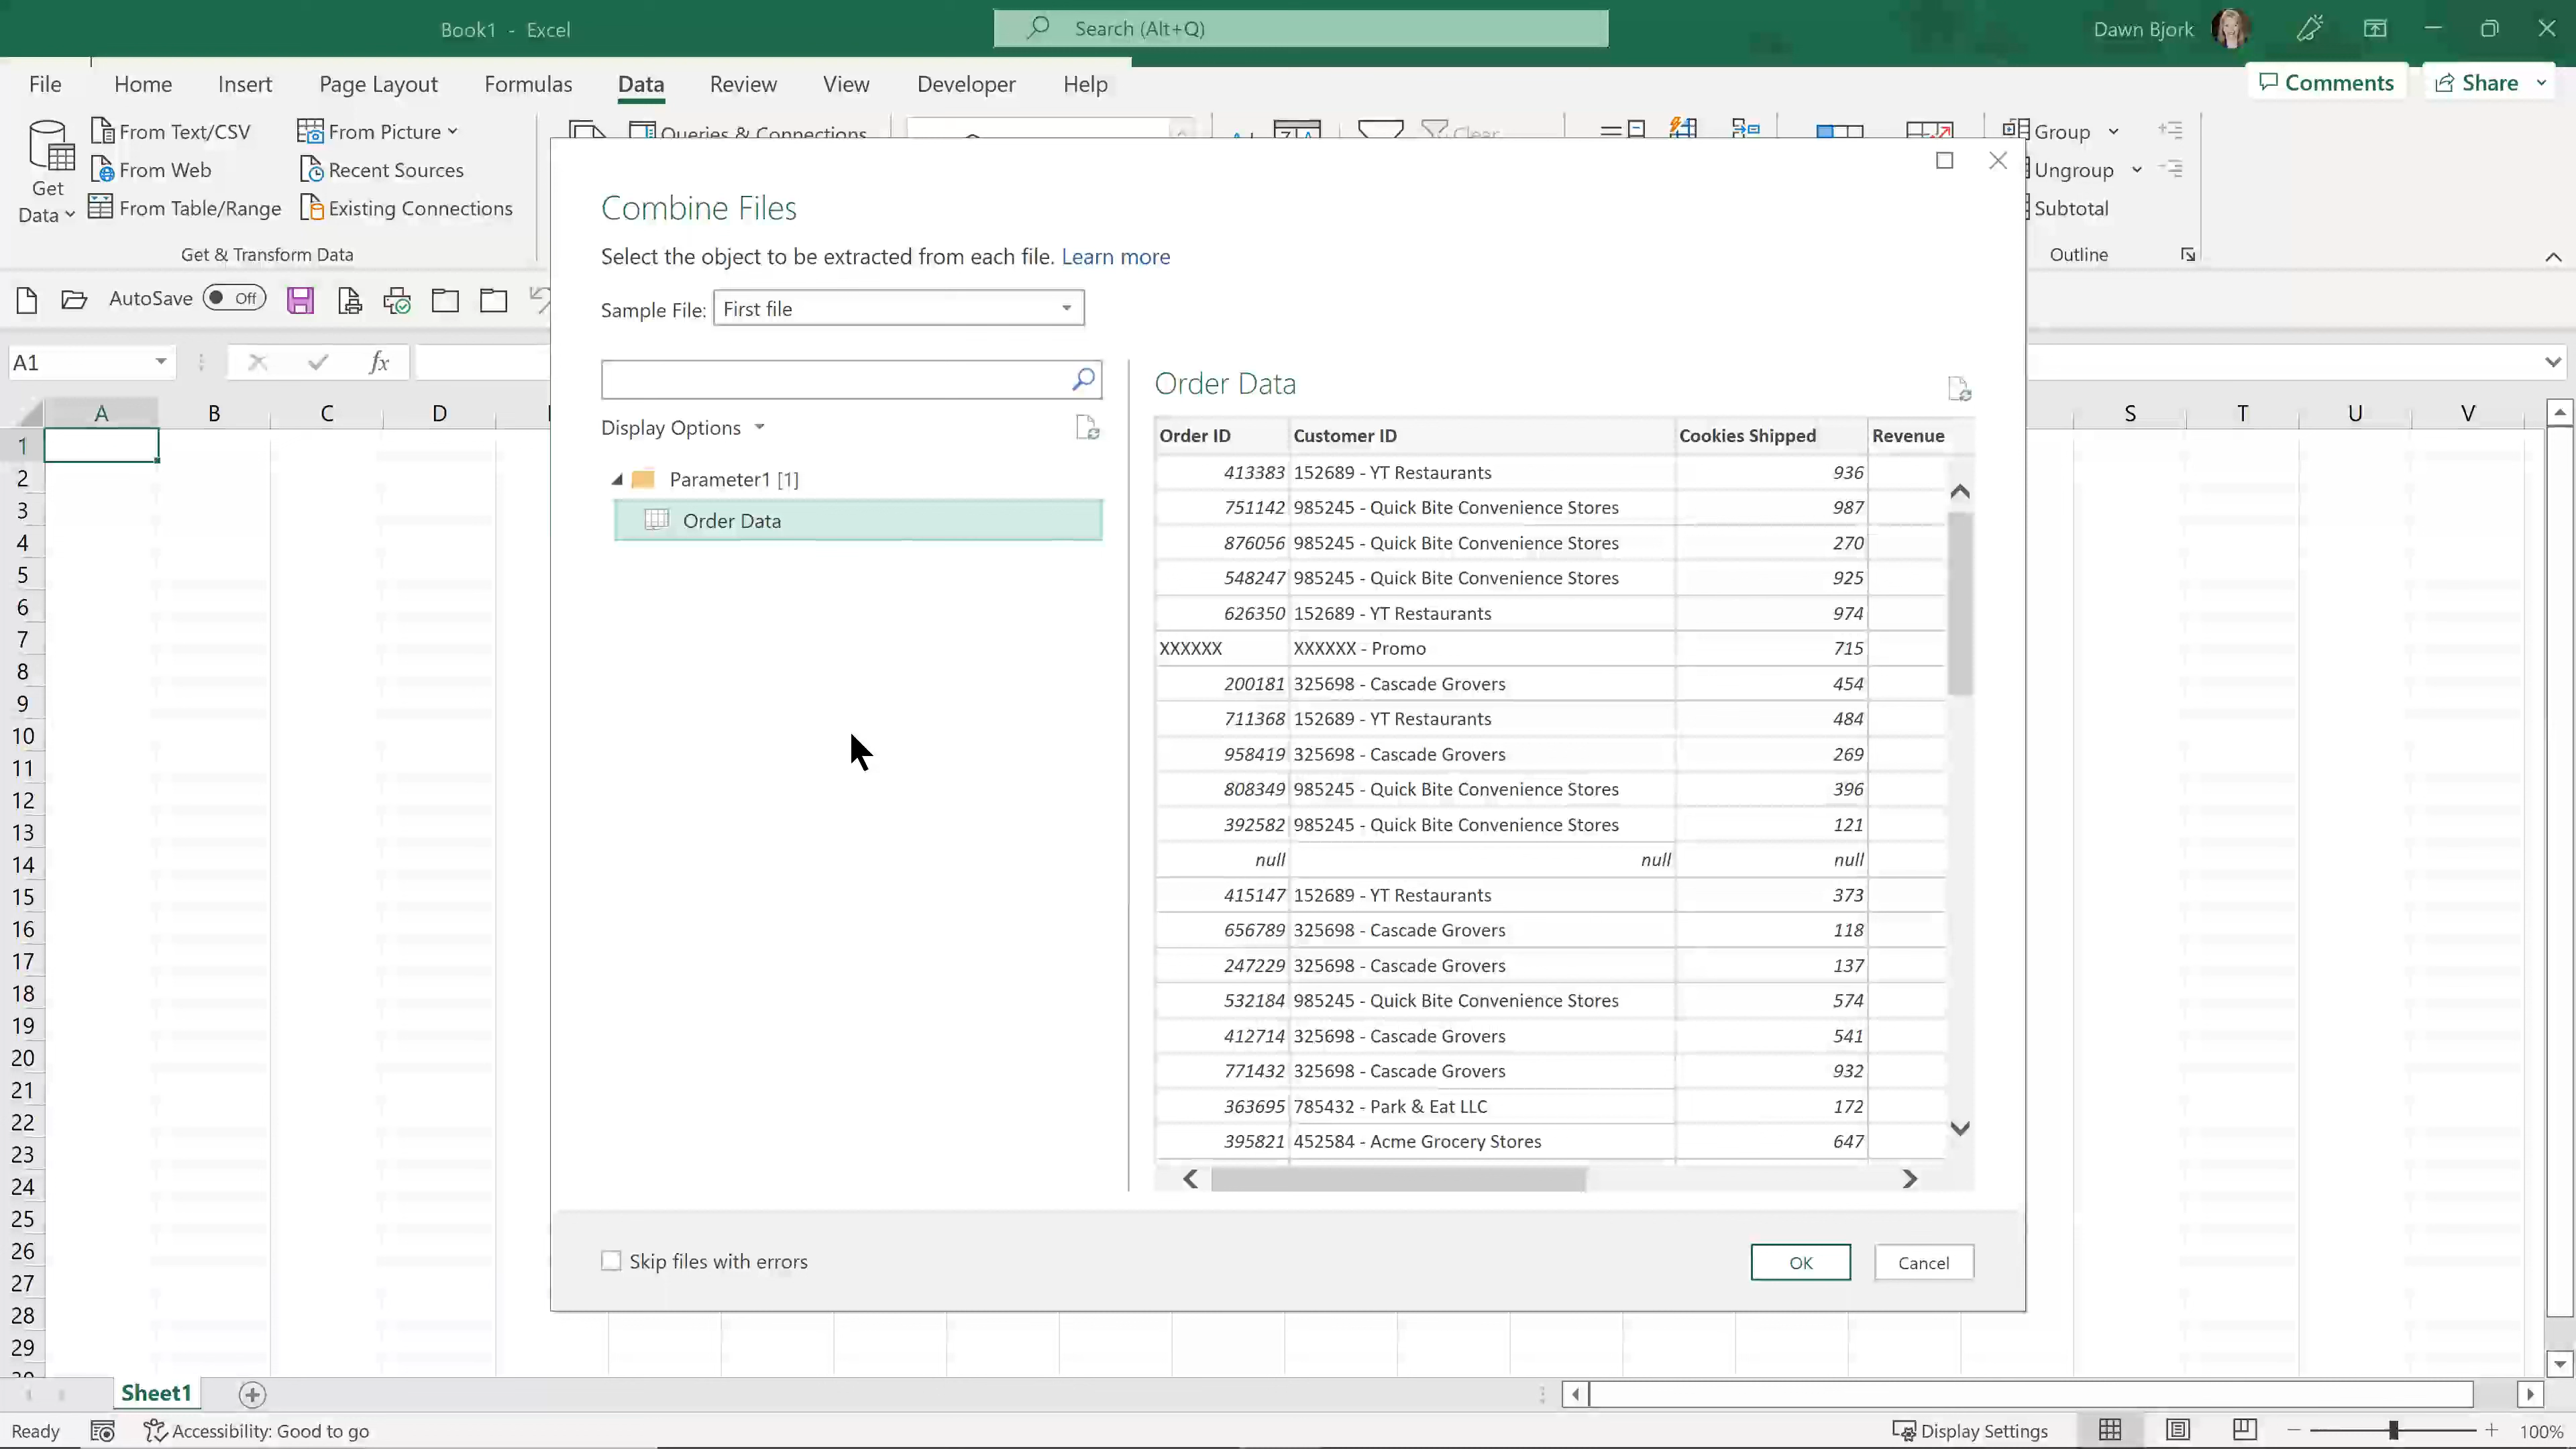 Book1 - Excel
Search (Alt+Q)
Dawn Bjork
File Home Insert Page Layout Formulas Data Review View Developer Help
Comments Share
Get Data
From Text/CSV
From Web
From Table/Range
From Picture
Recent Sources
Existing Connections
Get & Transform Data
Queries & Connections
Clear
Group
Ungroup
Subtotal
Outline
AutoSave Off
A1
fx
A B C D S T U V
1
2
3
4
5
6
7
8
9
10
11
12
13
14
15
16
17
18
19
20
21
22
23
24
25
26
27
28
29
Combine Files
Select the object to be extracted from each file. Learn more
Sample File: First file
Display Options
Parameter1 [1]
Order Data
Order Data
Order ID Customer ID Cookies Shipped Revenue
413383 152689 - YT Restaurants 936
751142 985245 - Quick Bite Convenience Stores 987
876056 985245 - Quick Bite Convenience Stores 270
548247 985245 - Quick Bite Convenience Stores 925
626350 152689 - YT Restaurants 974
XXXXXX XXXXXX - Promo 715
200181 325698 - Cascade Grovers 454
711368 152689 - YT Restaurants 484
958419 325698 - Cascade Grovers 269
808349 985245 - Quick Bite Convenience Stores 396
392582 985245 - Quick Bite Convenience Stores 121
null null null
415147 152689 - YT Restaurants 373
656789 325698 - Cascade Grovers 118
247229 325698 - Cascade Grovers 137
532184 985245 - Quick Bite Convenience Stores 574
412714 325698 - Cascade Grovers 541
771432 325698 - Cascade Grovers 932
363695 785432 - Park & Eat LLC 172
395821 452584 - Acme Grocery Stores 647
Skip files with errors
OK Cancel
Sheet1
Ready
Accessibility: Good to go
Display Settings
100%